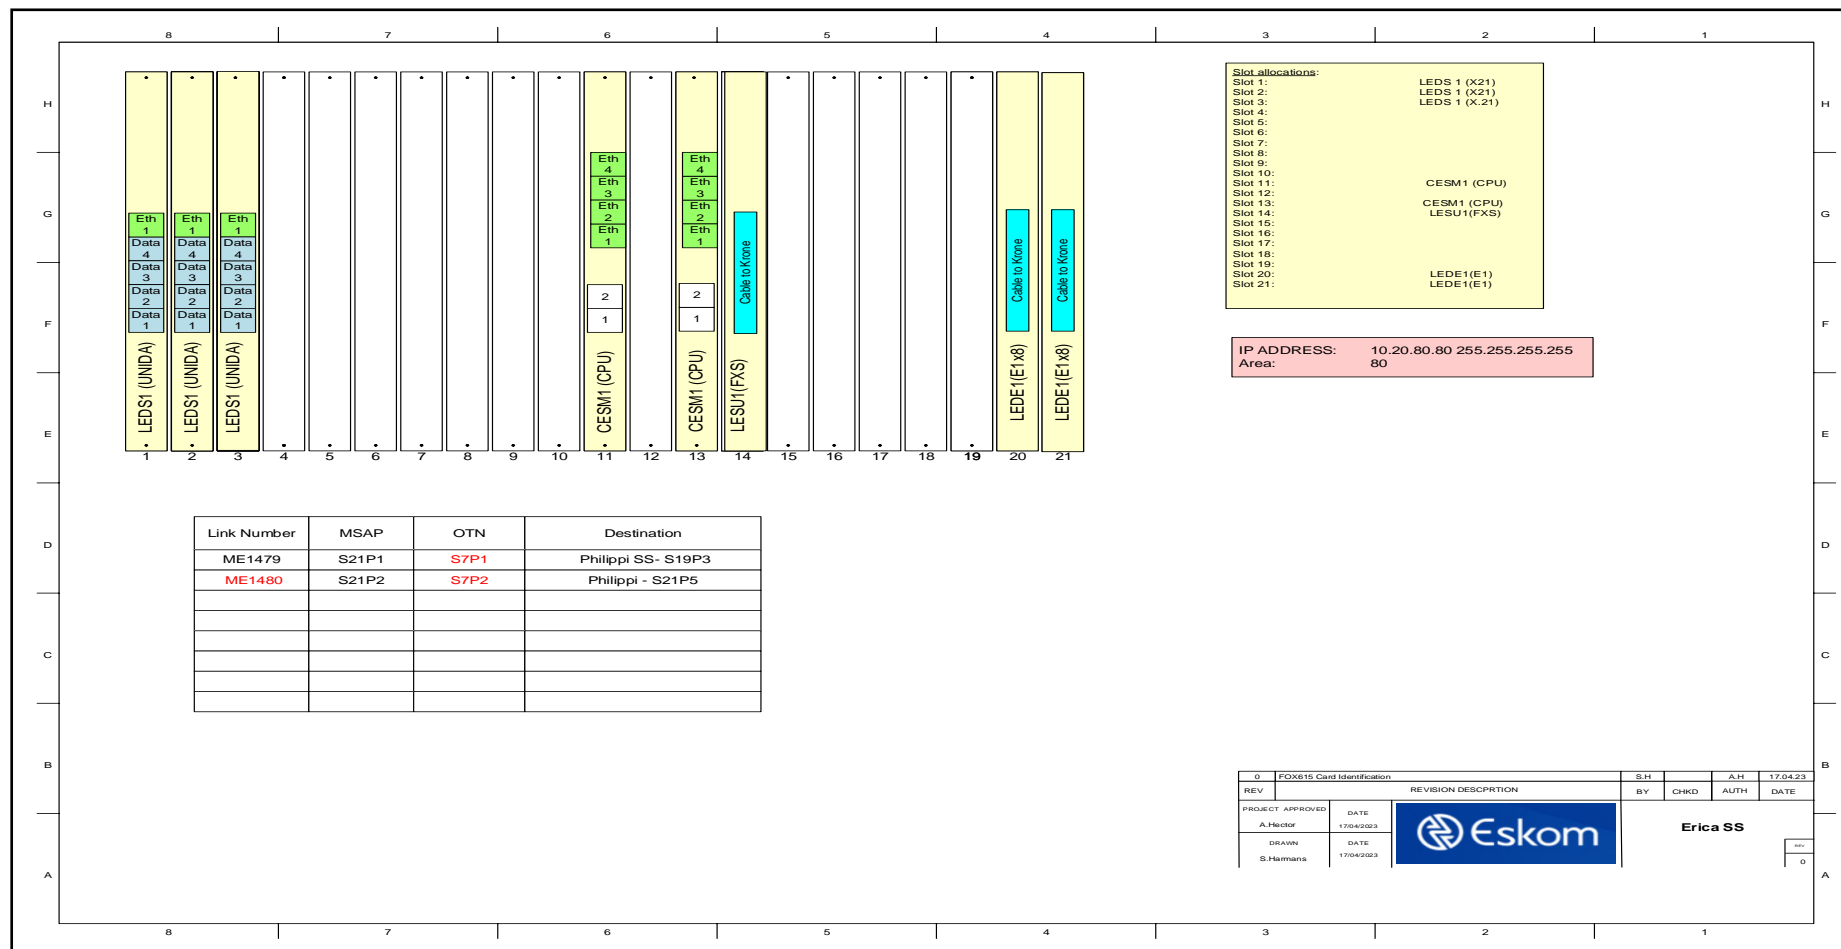 8 7 6 5 4 3 2 1
H H
G G
F F
E E
D D
C C
B B
A A
Eth 1
Data 4
Data 3
Data 2
Data 1
LEDS1 (UNIDA)
Eth 1
Data 4
Data 3
Data 2
Data 1
LEDS1 (UNIDA)
Eth 1
Data 4
Data 3
Data 2
Data 1
LEDS1 (UNIDA)
Eth 4
Eth 3
Eth 2
Eth 1
2
1
CESM1 (CPU)
Eth 4
Eth 3
Eth 2
Eth 1
2
1
CESM1 (CPU)
Cable to Krone
LESU1(FXS)
Cable to Krone
LEDE1(E1x8)
Cable to Krone
LEDE1(E1x8)
1 2 3 4 5 6 7 8 9 10 11 12 13 14 15 16 17 18 19 20 21
Slot allocations:
Slot 1: LEDS 1 (X21)
Slot 2: LEDS 1 (X21)
Slot 3: LEDS 1 (X.21)
Slot 4:
Slot 5:
Slot 6:
Slot 7:
Slot 8:
Slot 9:
Slot 10:
Slot 11: CESM1 (CPU)
Slot 12:
Slot 13: CESM1 (CPU)
Slot 14: LESU1(FXS)
Slot 15:
Slot 16:
Slot 17:
Slot 18:
Slot 19:
Slot 20: LEDE1(E1)
Slot 21: LEDE1(E1)
IP ADDRESS: 10.20.80.80 255.255.255.255
Area: 80
Link Number MSAP OTN Destination
ME1479 S21P1 S7P1 Philippi SS- S19P3
ME1480 S21P2 S7P2 Philippi - S21P5
0 FOX615 Card Identification S.H A.H 17.04.23
REV REVISION DESCPRTION BY CHKD AUTH DATE
PROJECT APPROVED DATE
A.Hector 17/04/2023
DRAWN DATE
S.Harmans 17/04/2023
Eskom
Erica SS
REV
0
8 7 6 5 4 3 2 1